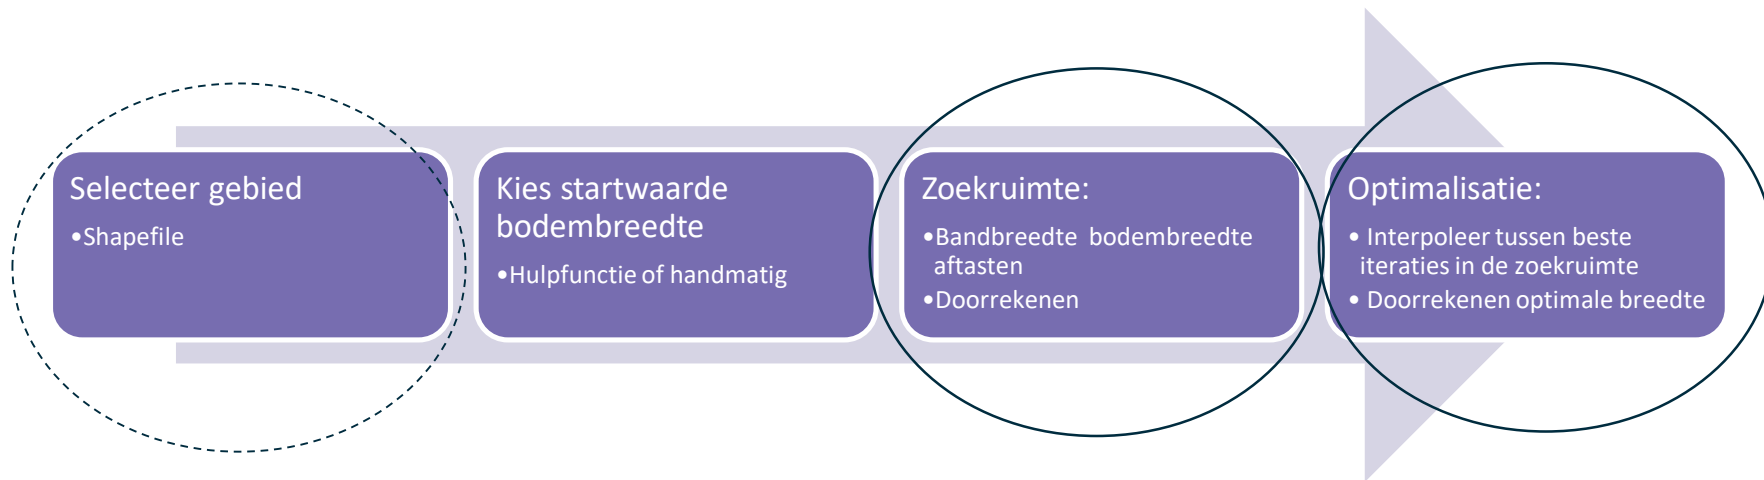 Selecteer gebied
•Shapefile
Kies startwaarde
bodembreedte
•Hulpfunctie of handmatig
Zoekruimte:
•Bandbreedte bodembreedte
aftasten
•Doorrekenen
Optimalisatie:
• Interpoleer tussen beste
iteraties in de zoekruimte
• Doorrekenen optimale breedte